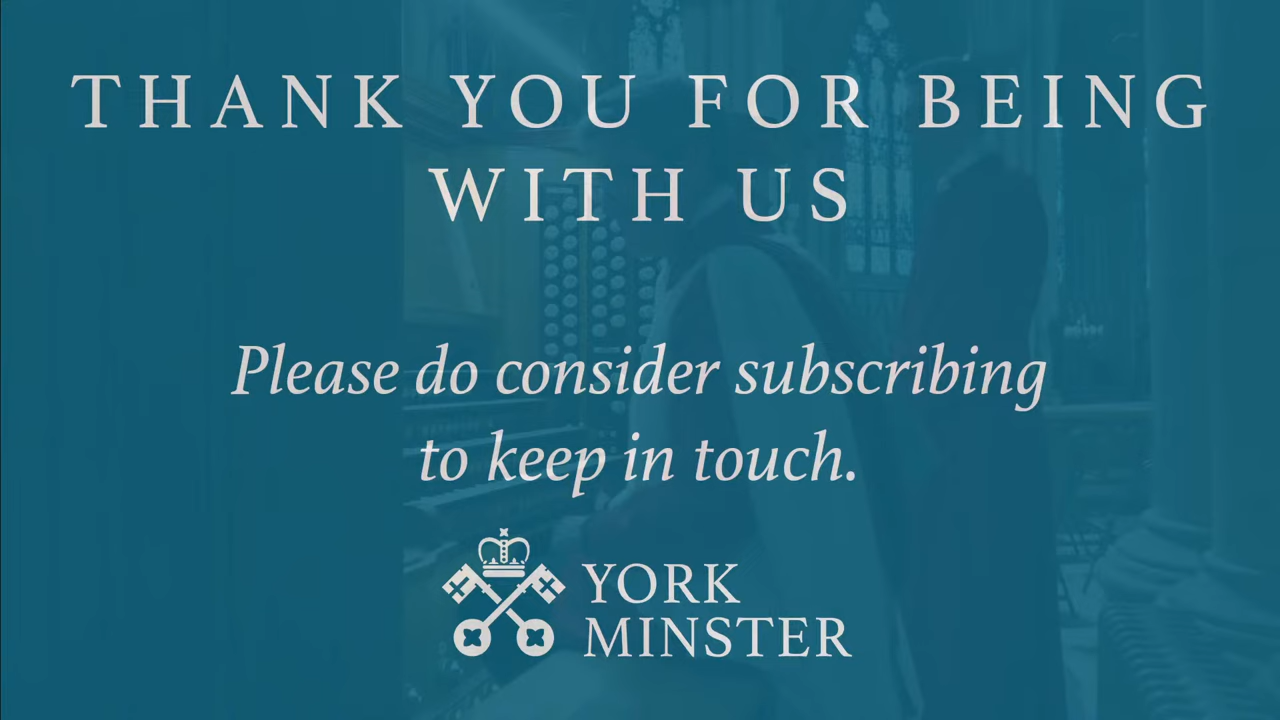 THANK YOU FOR BEING
WITH US
Please do consider subscribing
to keep in touch.
YORK
MINSTER